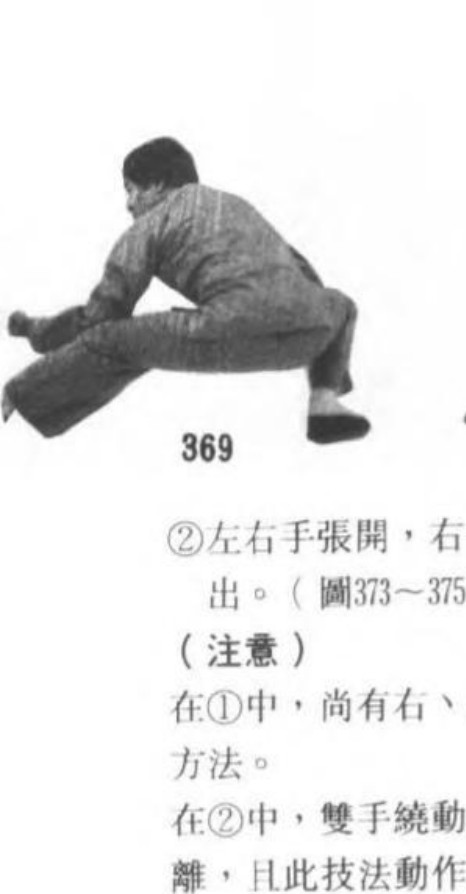 369
②左右手張開，右
出。（圖373～375
（注意）
在①中，尚有右、
方法。
在②中，雙手繞動
離，且此技法動作